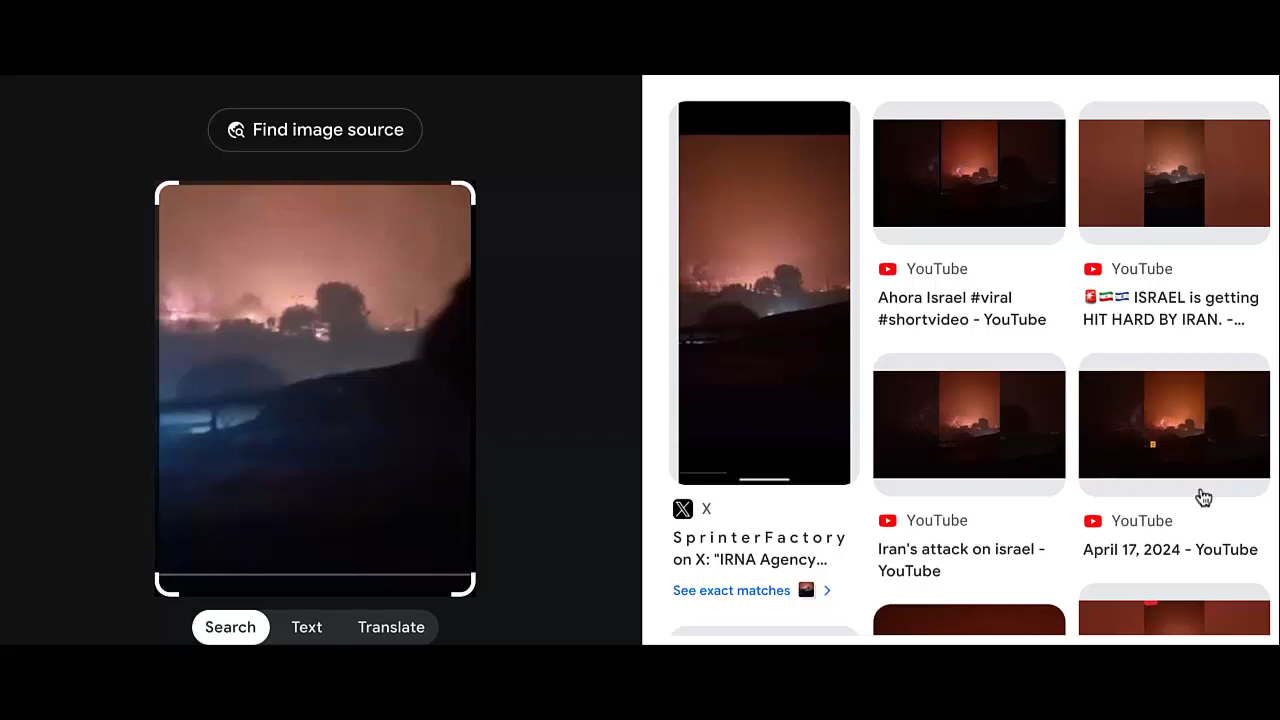 Find image source
Search
Text
Translate
X
SprinterFactory
on X: "IRNA Agency...
See exact matches
YouTube
Ahora Israel #viral
#shortvideo - YouTube
YouTube
🚨🇮🇷🇮🇱 ISRAEL is getting
HIT HARD BY IRAN. -...
YouTube
Iran's attack on israel -
YouTube
YouTube
April 17, 2024 - YouTube